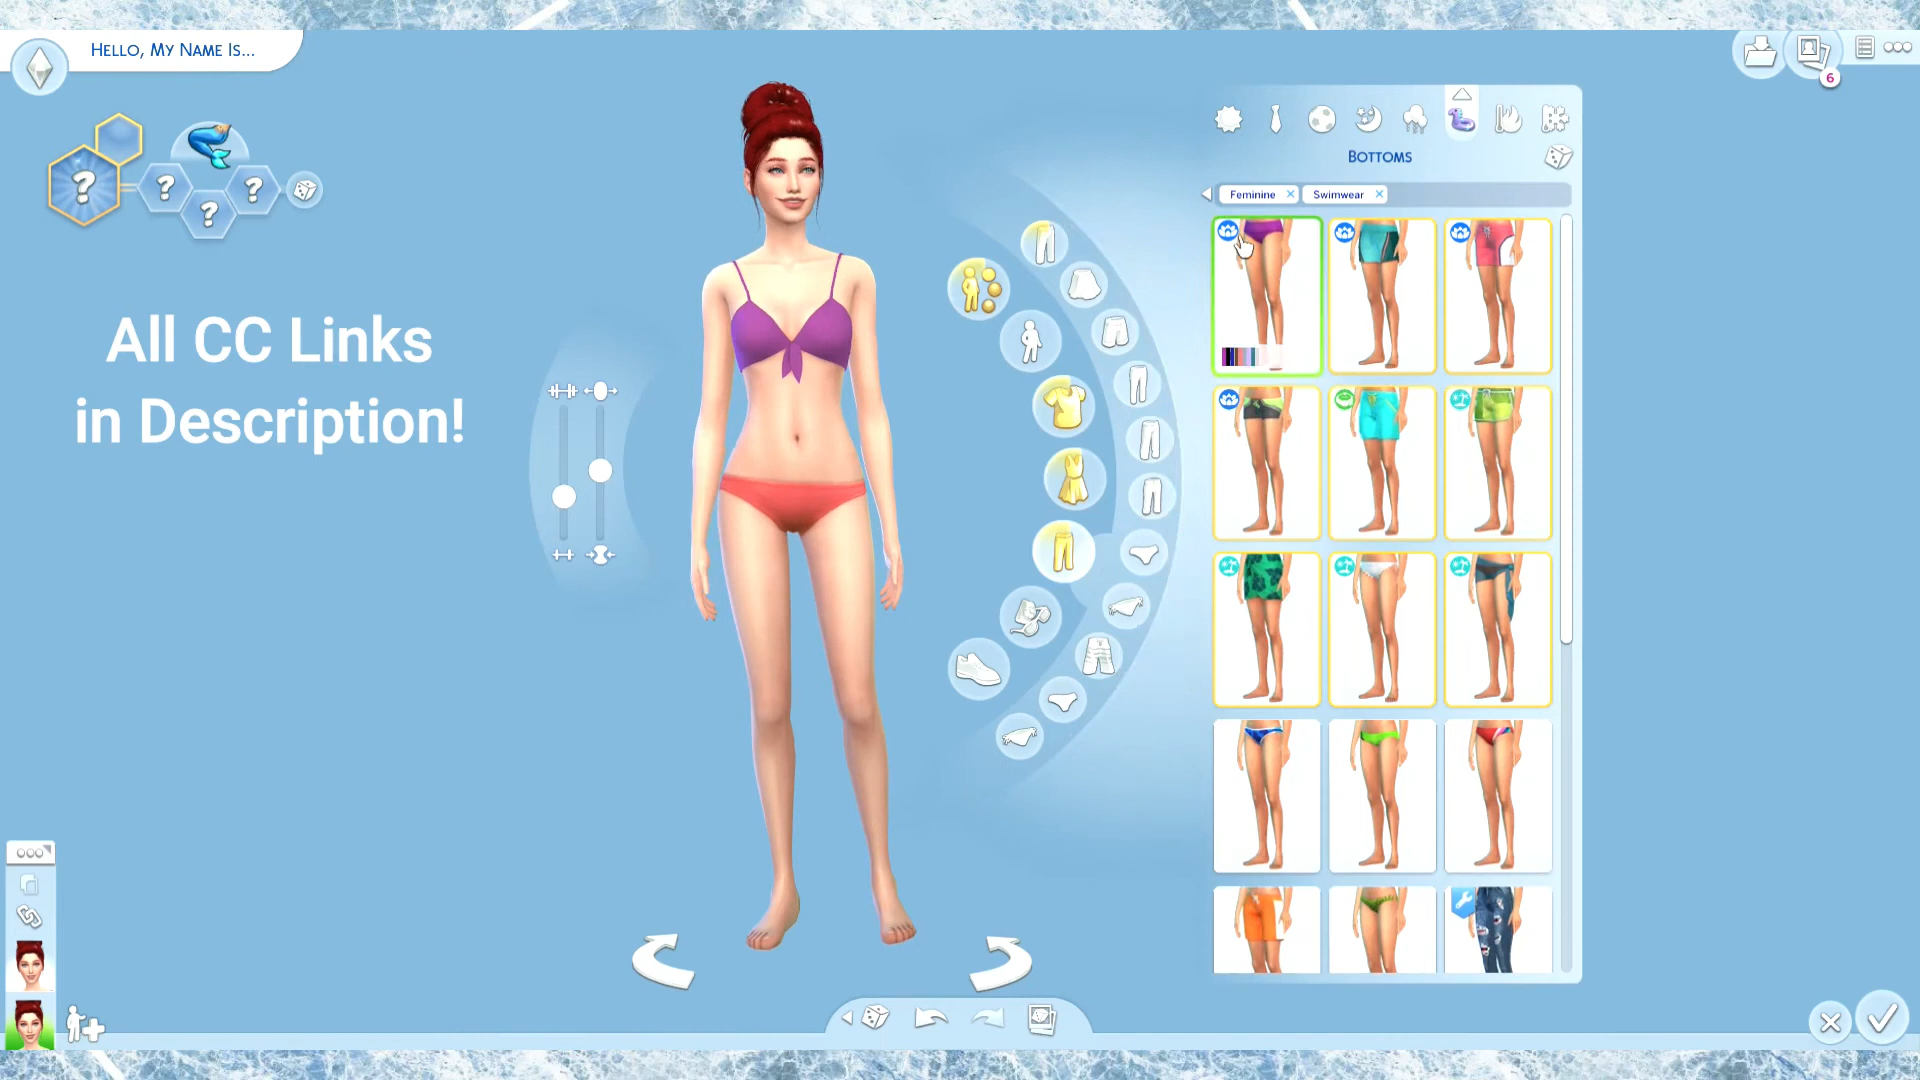 Hello, My Name Is...
6
Bottoms
Feminine
Swimwear
All CC Links
in Description!